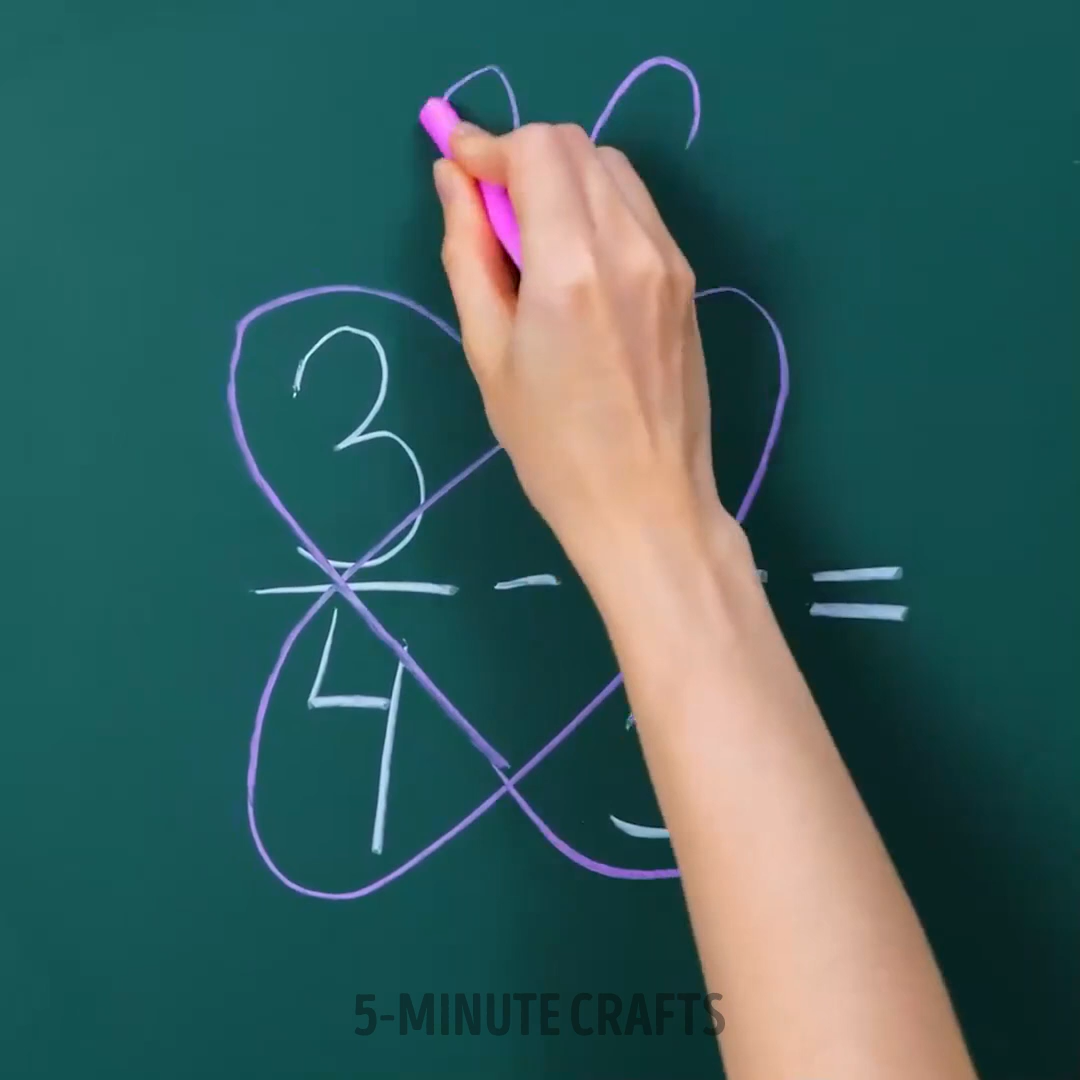 3
— - =
4
5-MINUTE CRAFTS